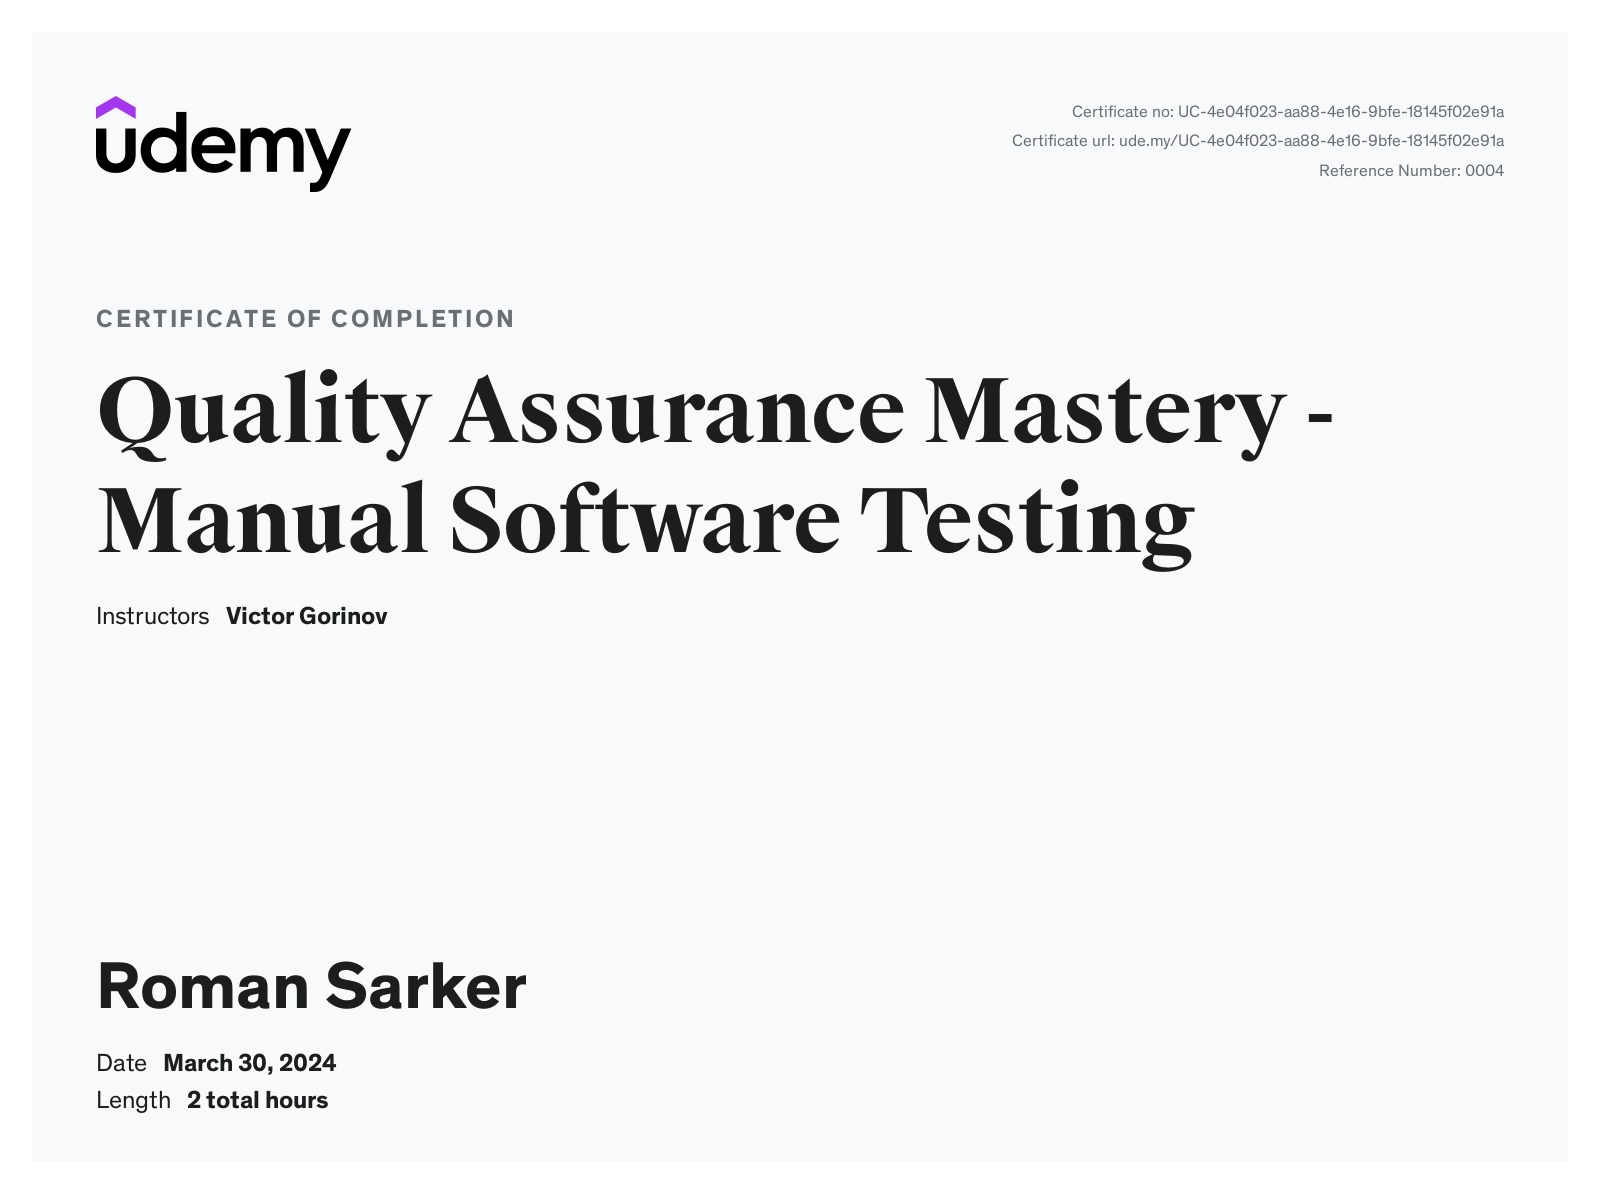 udemy
Certificate no: UC-4e04f023-aa88-4e16-9bfe-18145f02e91a
Certificate url: ude.my/UC-4e04f023-aa88-4e16-9bfe-18145f02e91a
Reference Number: 0004
CERTIFICATE OF COMPLETION
Quality Assurance Mastery -
Manual Software Testing
Instructors Victor Gorinov
Roman Sarker
Date March 30, 2024
Length 2 total hours